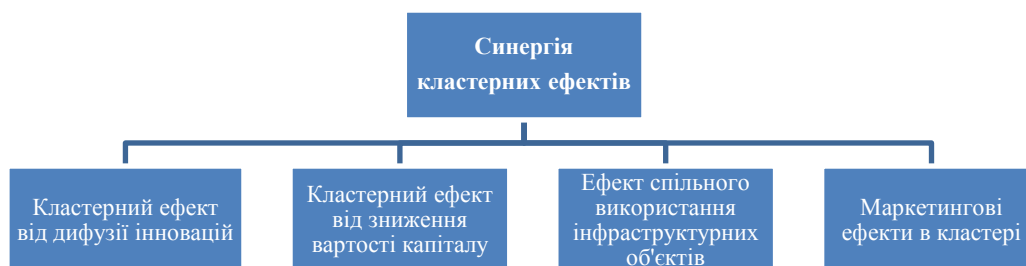 Синергія
кластерних ефектів
Кластерний ефект
від дифузії інновацій
Кластерний ефект
від зниження
вартості капіталу
Ефект спільного
використання
інфраструктурних
об'єктів
Маркетингові
ефекти в кластері